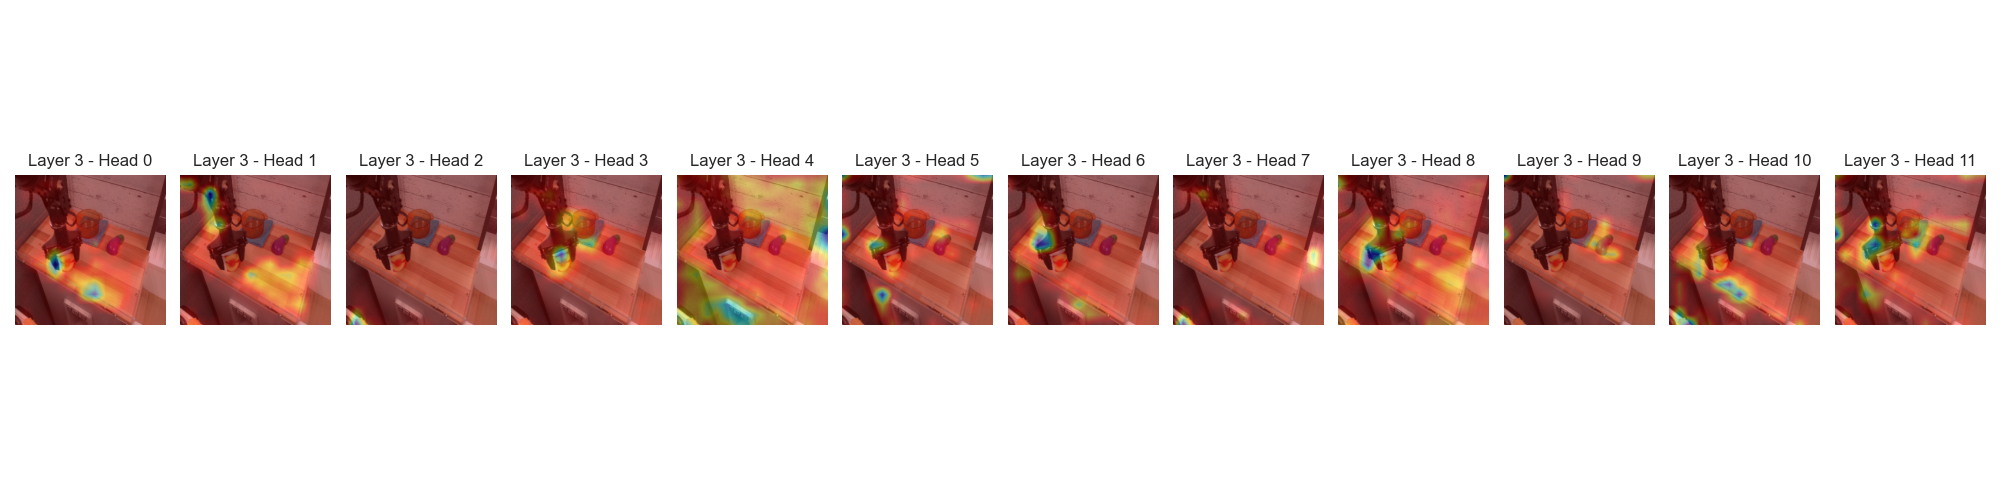 Layer 3 - Head 0
Layer 3 - Head 1
Layer 3 - Head 2
Layer 3 - Head 3
Layer 3 - Head 4
Layer 3 - Head 5
Layer 3 - Head 6
Layer 3 - Head 7
Layer 3 - Head 8
Layer 3 - Head 9
Layer 3 - Head 10
Layer 3 - Head 11